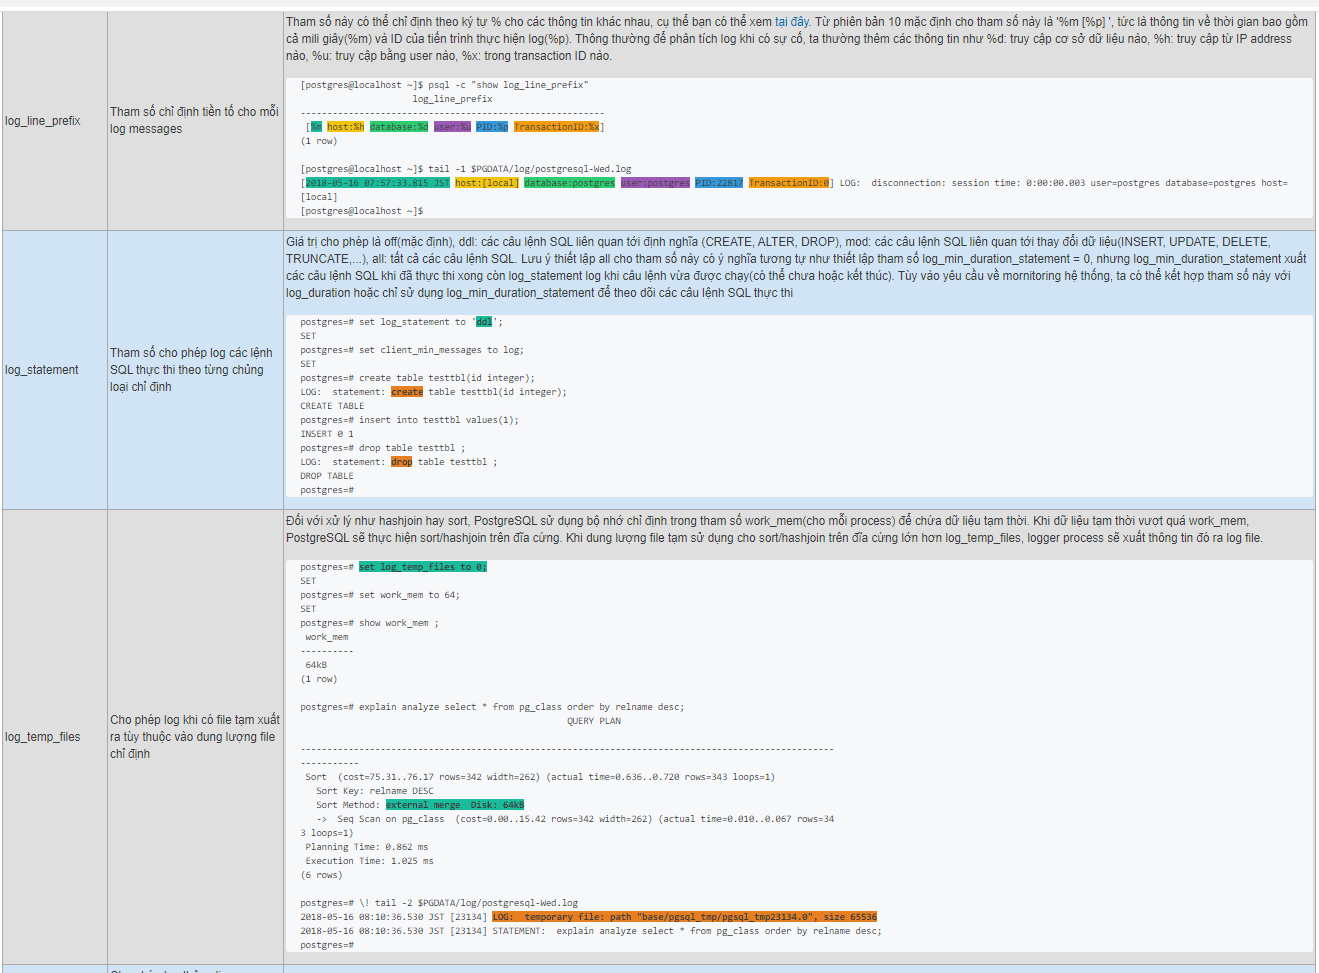 Tham số này có thể chỉ định theo ký tự % cho các thông tin khác nhau, cụ thể bạn có thể xem tại đây. Từ phiên bản 10 mặc định cho tham số này là '%m [%p] ', tức là thông tin về thời gian bao gồm
cả mili giây(%m) và ID của tiến trình thực hiện log(%p). Thông thường để phân tích log khi có sự cố, ta thường thêm các thông tin như %d: truy cập cơ sở dữ liệu nào, %h: truy cập từ IP address
nào, %u: truy cập bằng user nào, %x: trong transaction ID nào.
log_line_prefix
Tham số chỉ định tiền tố cho mỗi
log messages
[postgres@localhost ~]$ psql -c "show log_line_prefix"
log_line_prefix
---------------------------------------------------------
[%m host:%h database:%d user:%u PID:%p TransactionID:%x]
(1 row)
[postgres@localhost ~]$ tail -1 $PGDATA/log/postgresql-Wed.log
[2018-05-16 07:57:33.815 JST host:[local] database:postgres user:postgres PID:22817 TransactionID:0] LOG:  disconnection: session time: 0:00:00.003 user=postgres database=postgres host=
[local]
[postgres@localhost ~]$
log_statement
Tham số cho phép log các lệnh
SQL thực thi theo từng chủng
loại chỉ định
Giá trị cho phép là off(mặc định), ddl: các câu lệnh SQL liên quan tới định nghĩa (CREATE, ALTER, DROP), mod: các câu lệnh SQL liên quan tới thay đổi dữ liệu(INSERT, UPDATE, DELETE,
TRUNCATE,...), all: tất cả các câu lệnh SQL. Lưu ý thiết lập all cho tham số này có ý nghĩa tương tự như thiết lập tham số log_min_duration_statement = 0, nhưng log_min_duration_statement xuất
các câu lệnh SQL khi đã thực thi xong còn log_statement log khi câu lệnh vừa được chạy(có thể chưa hoặc kết thúc). Tùy vào yêu cầu về mornitoring hệ thống, ta có thể kết hợp tham số này với
log_duration hoặc chỉ sử dụng log_min_duration_statement để theo dõi các câu lệnh SQL thực thi
postgres=# set log_statement to 'ddl';
SET
postgres=# set client_min_messages to log;
SET
postgres=# create table testtbl(id integer);
LOG:  statement: create table testtbl(id integer);
CREATE TABLE
postgres=# insert into testtbl values(1);
INSERT 0 1
postgres=# drop table testtbl ;
LOG:  statement: drop table testtbl ;
DROP TABLE
postgres=#
log_temp_files
Cho phép log khi có file tạm xuất
ra tùy thuộc vào dung lượng file
chỉ định
Đối với xử lý như hashjoin hay sort, PostgreSQL sử dụng bộ nhớ chỉ định trong tham số work_mem(cho mỗi process) để chứa dữ liệu tạm thời. Khi dữ liệu tạm thời vượt quá work_mem,
PostgreSQL sẽ thực hiện sort/hashjoin trên đĩa cứng. Khi dung lượng file tạm sử dụng cho sort/hashjoin trên đĩa cứng lớn hơn log_temp_files, logger process sẽ xuất thông tin đó ra log file.
postgres=# set log_temp_files to 0;
SET
postgres=# set work_mem to 64;
SET
postgres=# show work_mem ;
work_mem
----------
64kB
(1 row)
postgres=# explain analyze select * from pg_class order by relname desc;
QUERY PLAN
----------------------------------------------------------------------------------------------------
-----------
Sort  (cost=75.31..76.17 rows=342 width=262) (actual time=0.636..0.720 rows=343 loops=1)
Sort Key: relname DESC
Sort Method: external merge  Disk: 64kB
->  Seq Scan on pg_class  (cost=0.00..15.42 rows=342 width=262) (actual time=0.010..0.067 rows=34
3 loops=1)
Planning Time: 0.862 ms
Execution Time: 1.025 ms
(6 rows)
postgres=# \! tail -2 $PGDATA/log/postgresql-Wed.log
2018-05-16 08:10:36.530 JST [23134] LOG:  temporary file: path "base/pgsql_tmp/pgsql_tmp23134.0", size 65536
2018-05-16 08:10:36.530 JST [23134] STATEMENT:  explain analyze select * from pg_class order by relname desc;
postgres=#